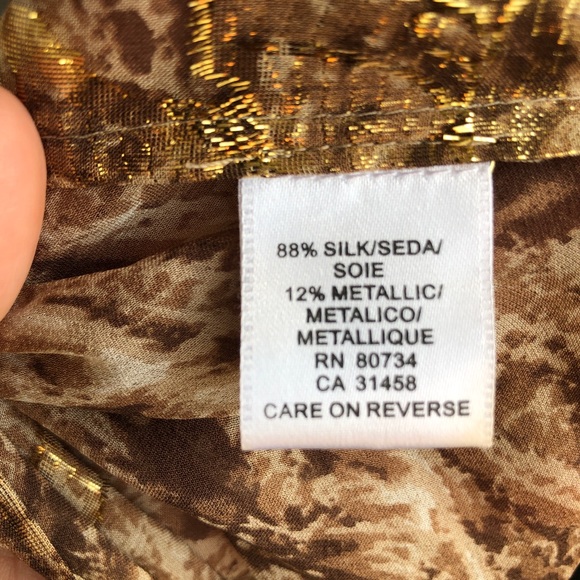 88% SILK/SEDA/
SOIE
12% METALLIC/
METALICO/
METALLIQUE
RN 80734
CA 31458
CARE ON REVERSE